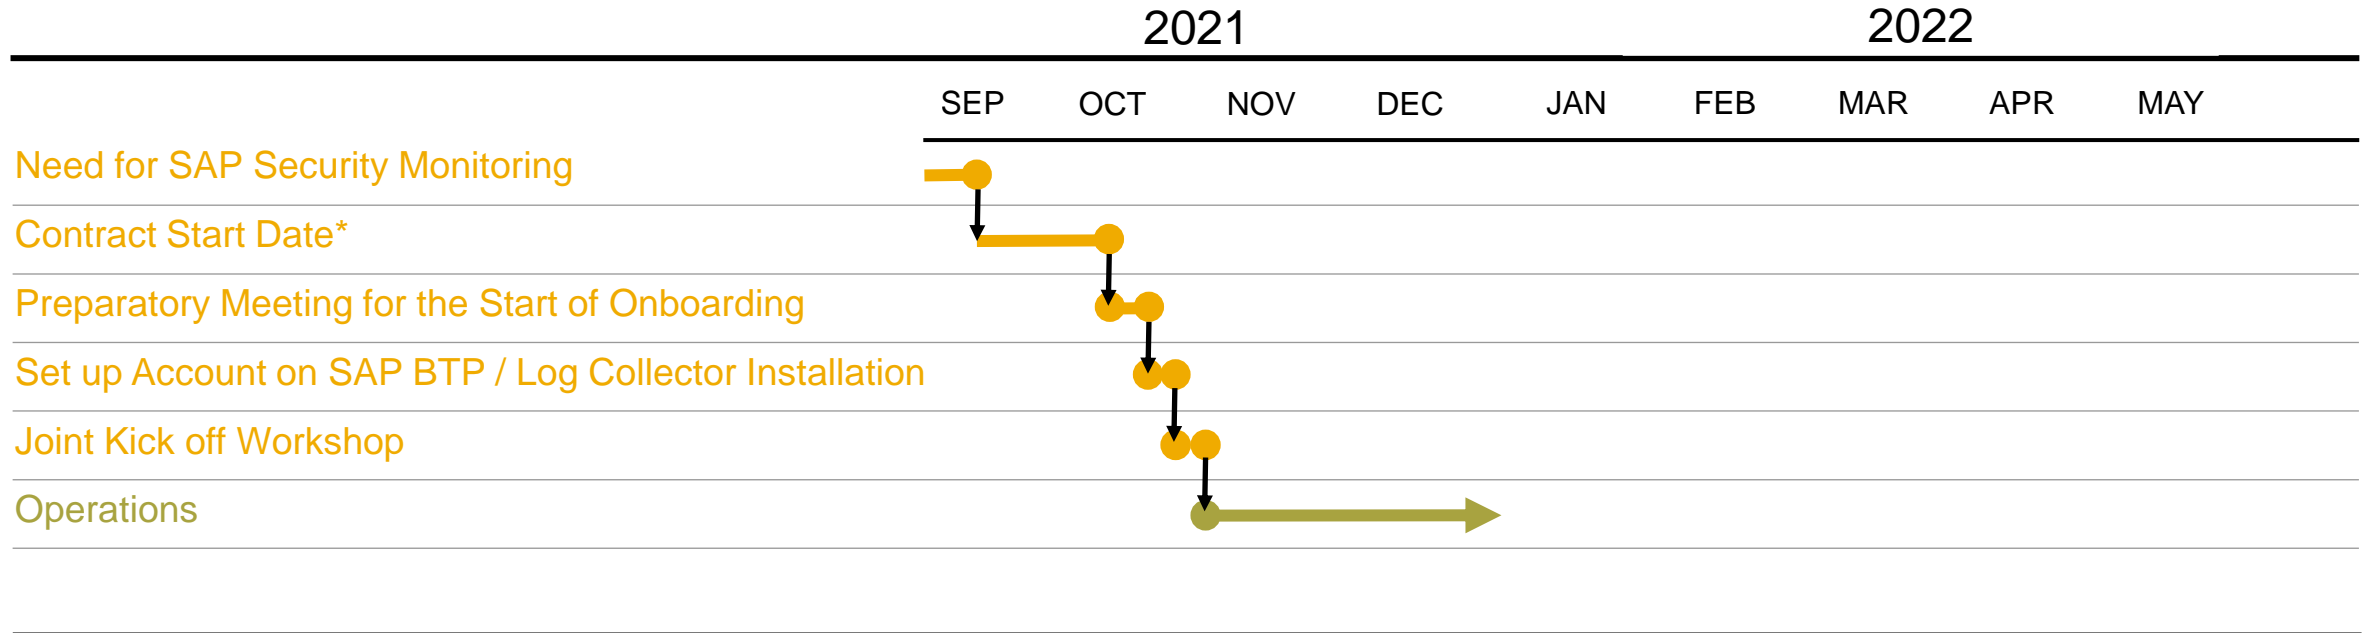 2021 2022
SEP OCT NOV DEC JAN FEB MAR APR MAY
Need for SAP Security Monitoring
Contract Start Date*
Preparatory Meeting for the Start of Onboarding
Set up Account on SAP BTP / Log Collector Installation
Joint Kick off Workshop
Operations